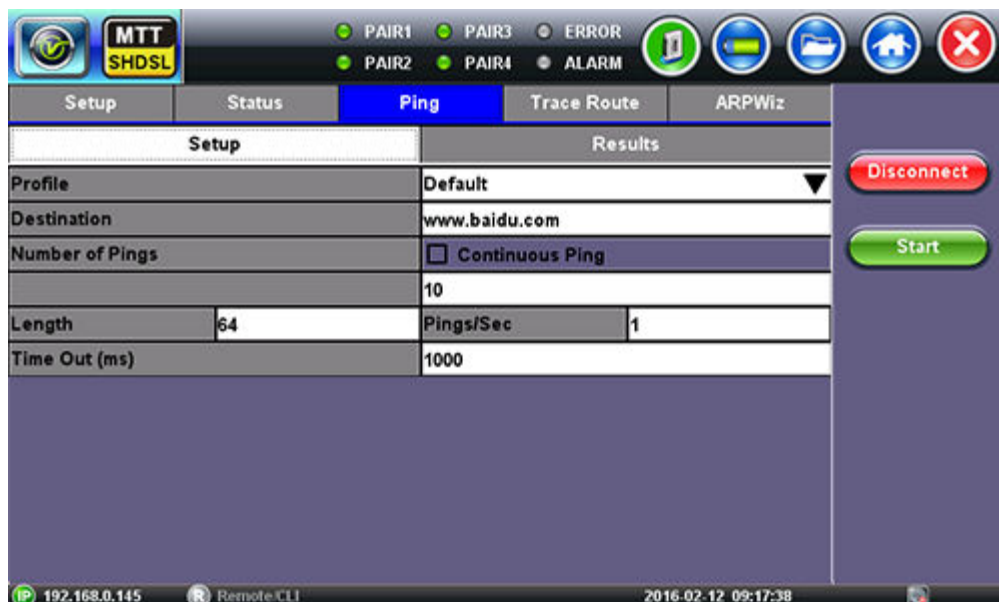 MTT
SHDSL
PAIR1 PAIR3 ERROR
PAIR2 PAIR4 ALARM
Setup Status Ping Trace Route ARPWiz
Setup Results
Profile Default
Destination www.baidu.com
Number of Pings Continuous Ping
10
Length 64 Pings/Sec 1
Time Out (ms) 1000
Disconnect
Start
IP 192.168.0.145 R Remote/CLI 2016-02-12 09:17:38